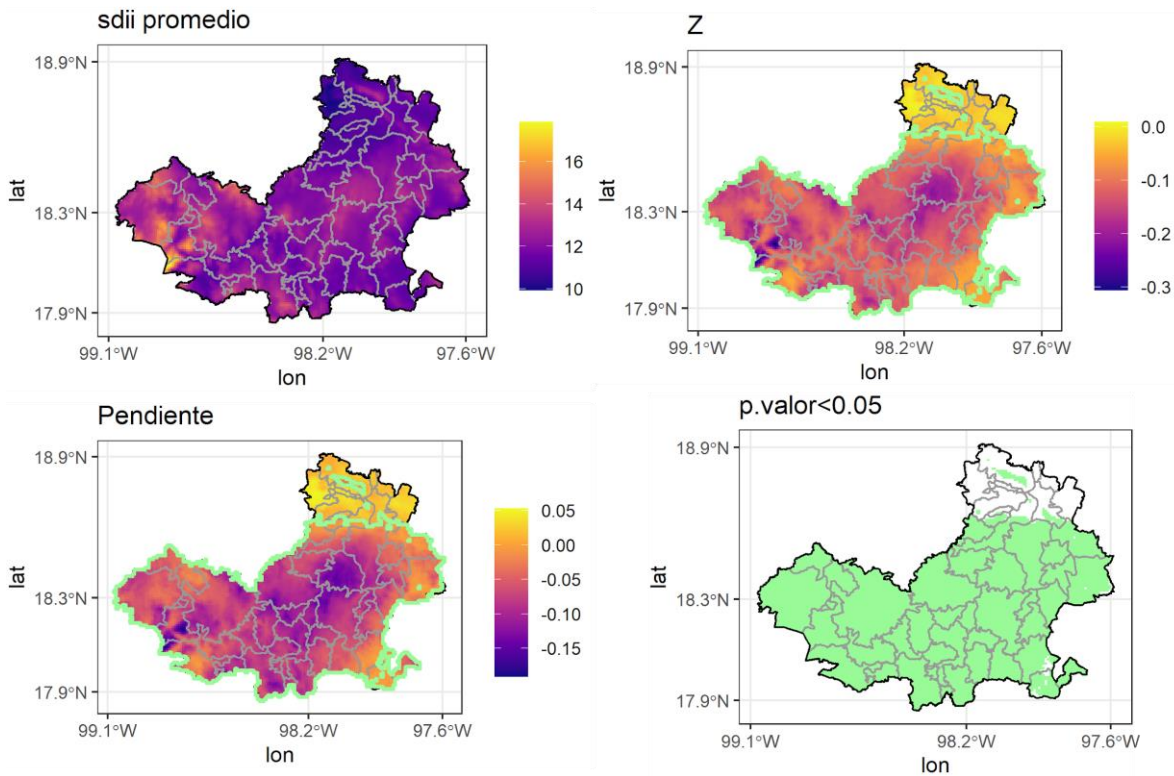 sdii promedio
18.9°N
18.3°N
17.9°N
lat
99.1°W 98.2°W 97.6°W
lon
16
14
12
10
Z
18.9°N
18.3°N
17.9°N
lat
99.1°W 98.2°W 97.6°W
lon
0.0
-0.1
-0.2
-0.3
Pendiente
18.9°N
18.3°N
17.9°N
lat
99.1°W 98.2°W 97.6°W
lon
0.05
0.00
-0.05
-0.10
-0.15
p.valor<0.05
18.9°N
18.3°N
17.9°N
lat
99.1°W 98.2°W 97.6°W
lon